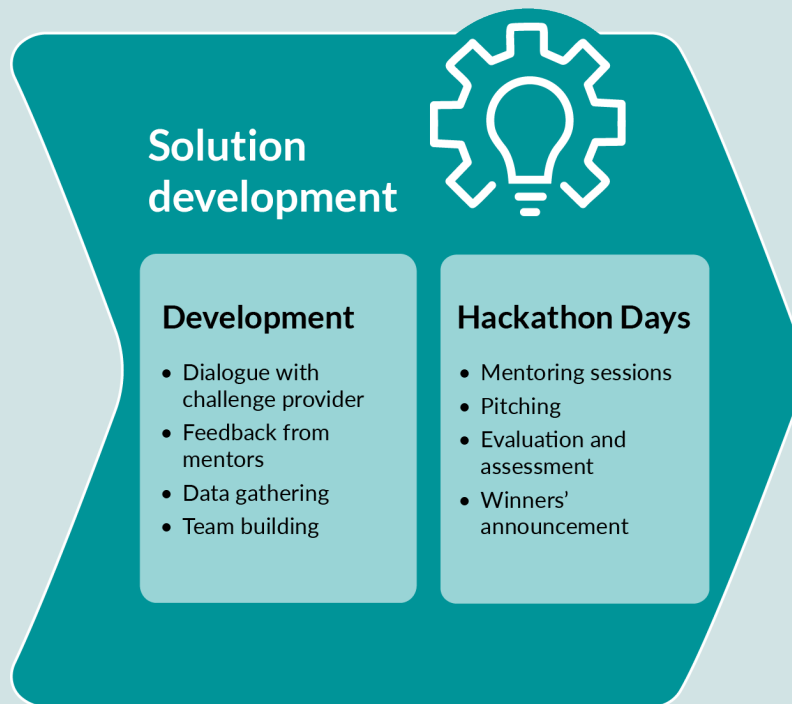 Solution
development
Development
• Dialogue with
challenge provider
• Feedback from
mentors
• Data gathering
• Team building
Hackathon Days
• Mentoring sessions
• Pitching
• Evaluation and
assessment
• Winners’
announcement